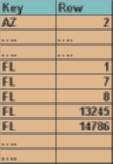 Key Row
AZ 2
.... ....
.... ....
FL 1
FL 7
FL 8
FL 13245
FL 14786
.... ....
.... ....